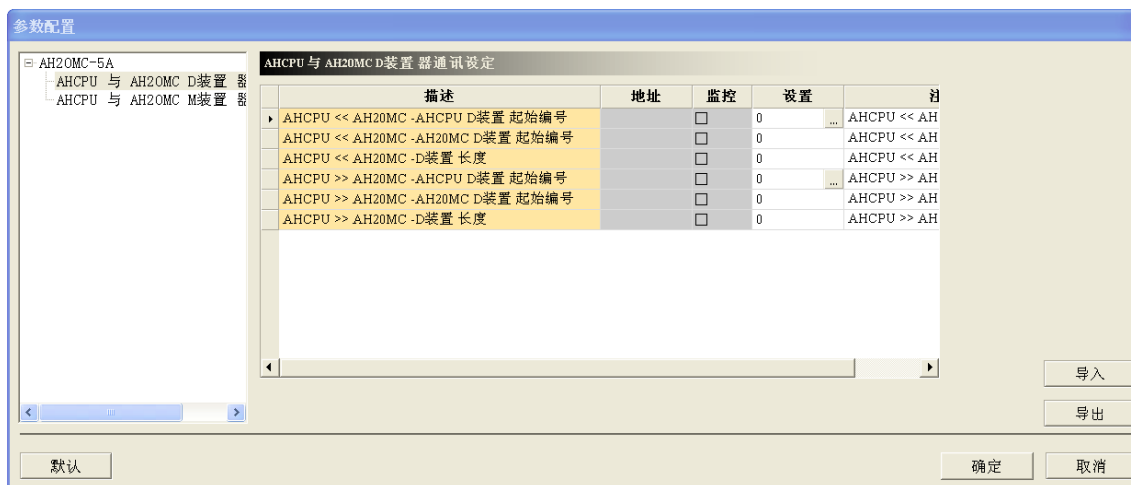 参数配置
AH20MC-5A
AHCPU 与 AH20MC D装置 器
AHCPU 与 AH20MC M装置 器
AHCPU 与 AH20MC D装置 器通讯设定
描述 地址 监控 设置 注
AHCPU << AH20MC -AHCPU D装置 起始编号 0 ... AHCPU << AH
AHCPU << AH20MC -AH20MC D装置 起始编号 0 AHCPU << AH
AHCPU << AH20MC -D装置 长度 0 AHCPU << AH
AHCPU >> AH20MC -AHCPU D装置 起始编号 0 ... AHCPU >> AH
AHCPU >> AH20MC -AH20MC D装置 起始编号 0 AHCPU >> AH
AHCPU >> AH20MC -D装置 长度 0 AHCPU >> AH
导入
导出
默认 确定 取消